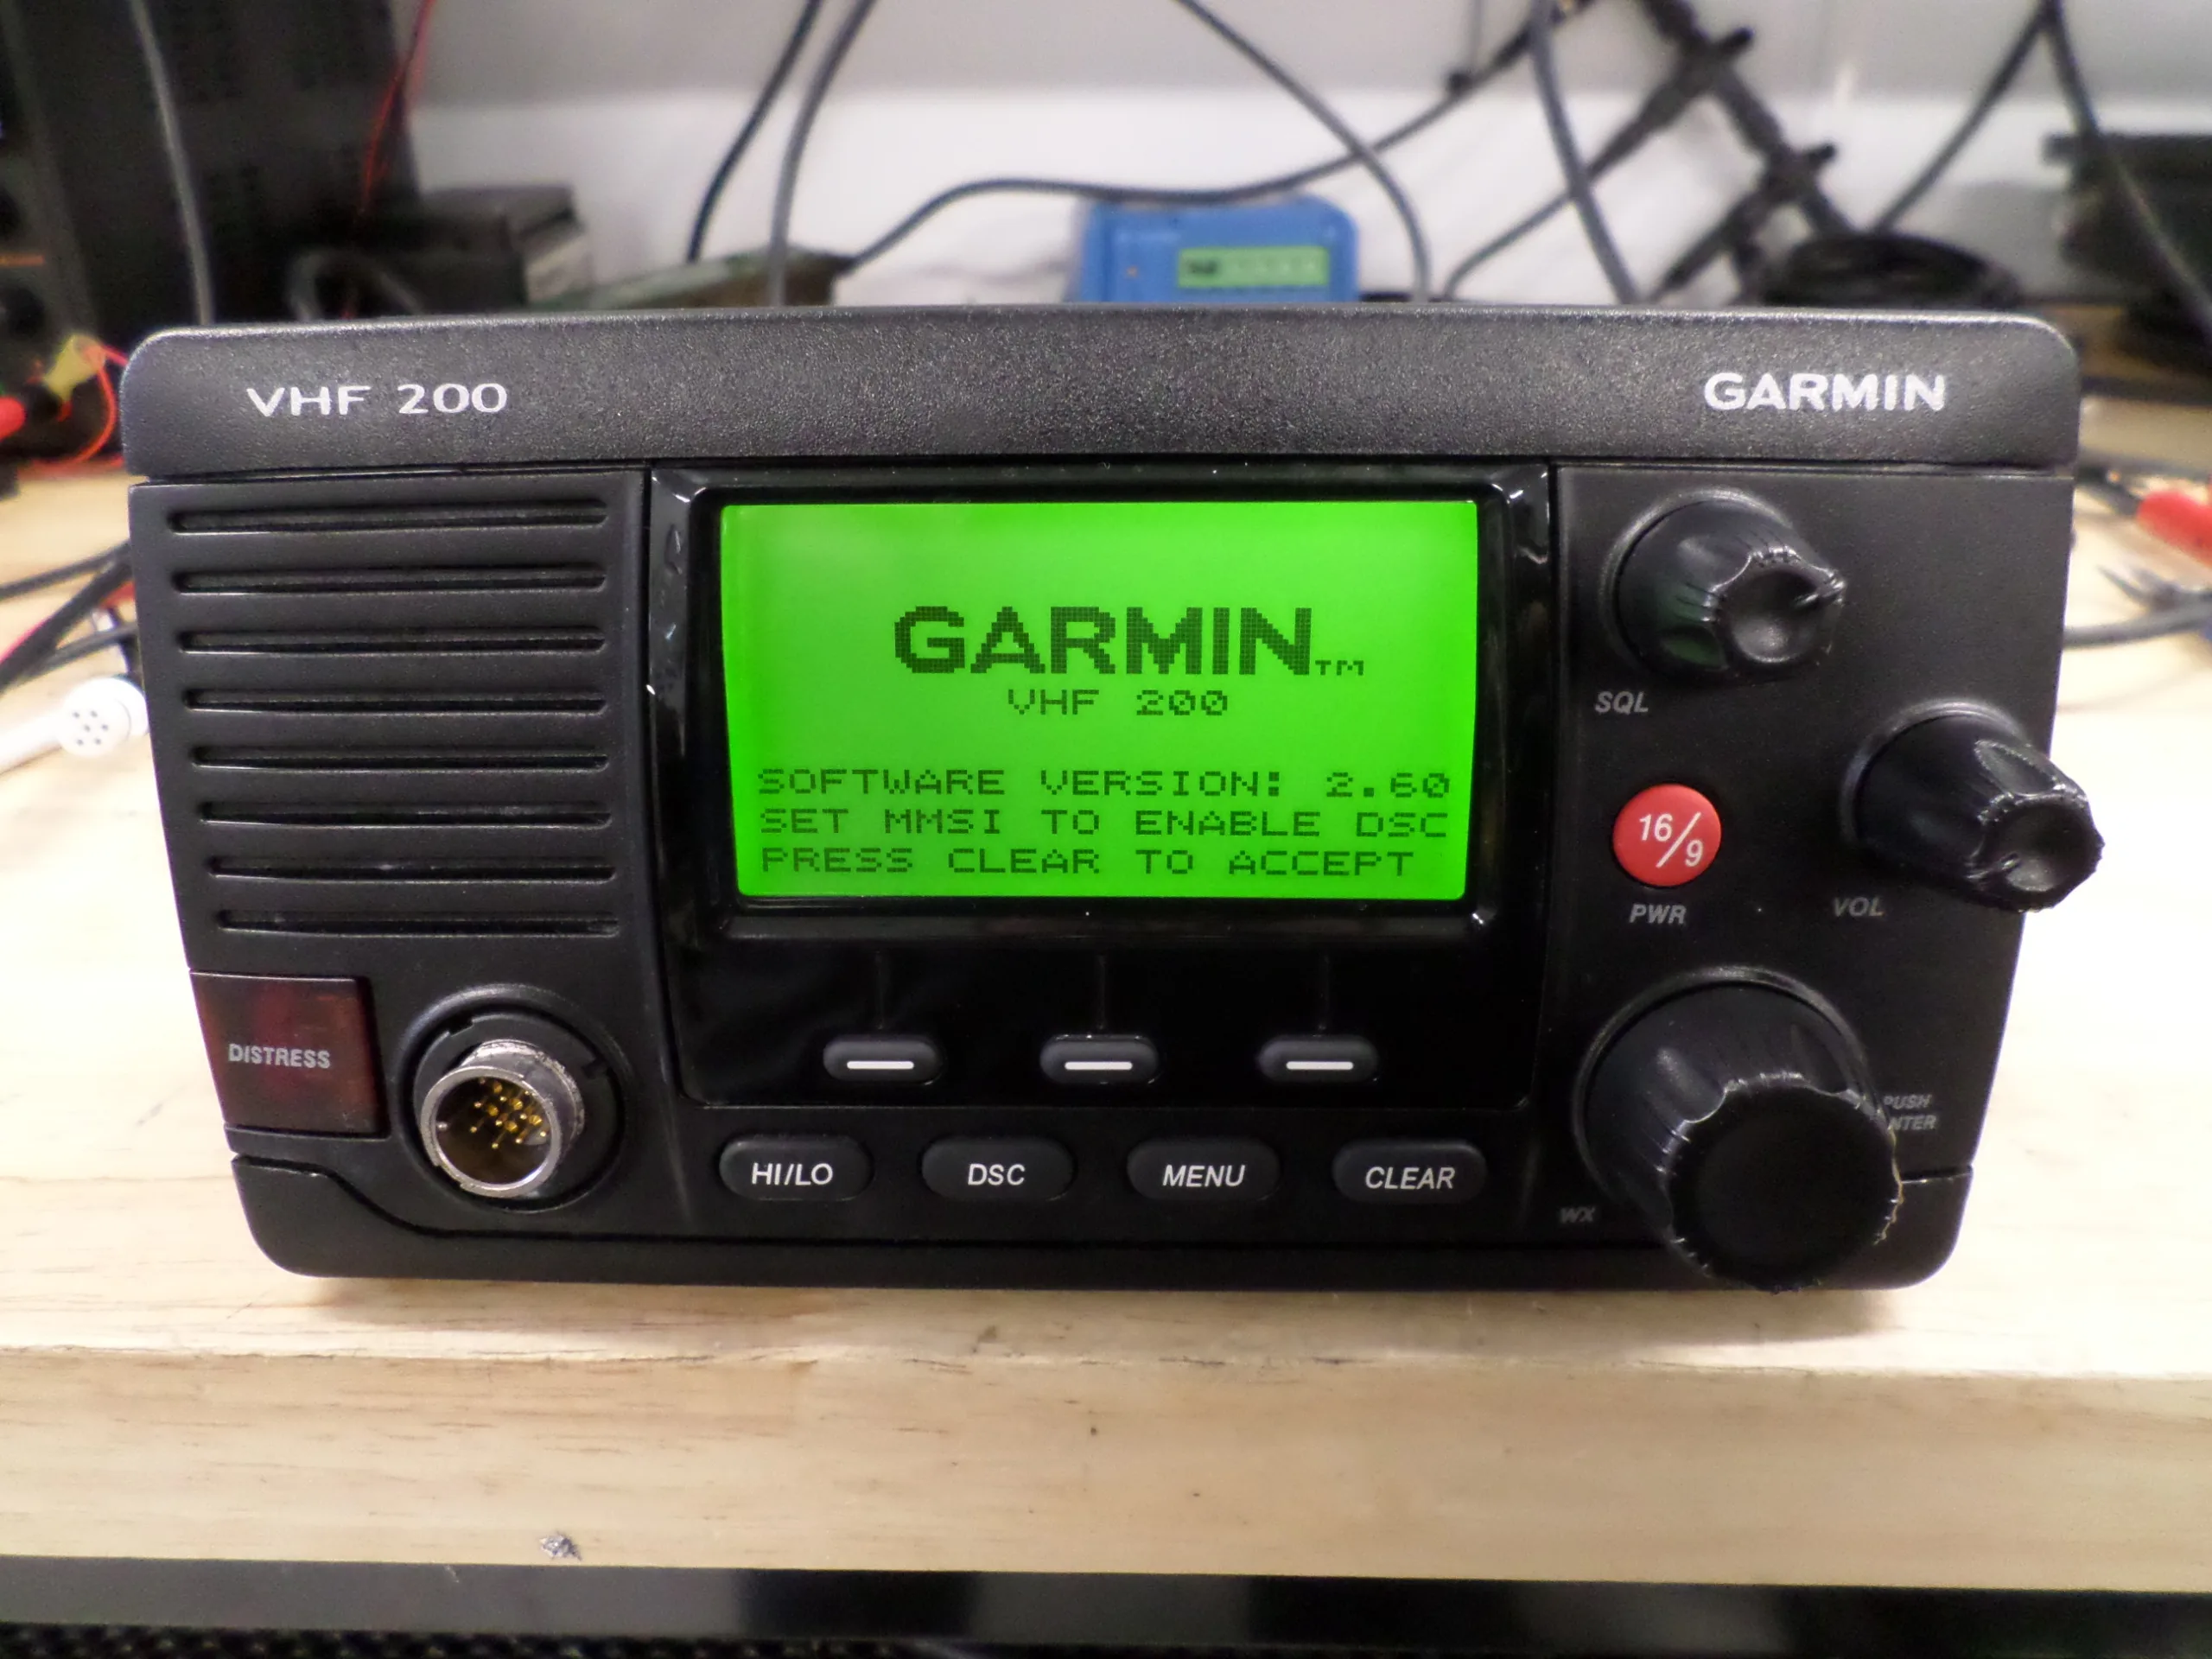 VHF 200
GARMIN
GARMIN™
VHF 200
SOFTWARE VERSION: 2.60
SET MMSI TO ENABLE DSC
PRESS CLEAR TO ACCEPT
SQL
16/9
PWR
VOL
DISTRESS
PUSH
HI/LO
DSC
MENU
CLEAR
WX